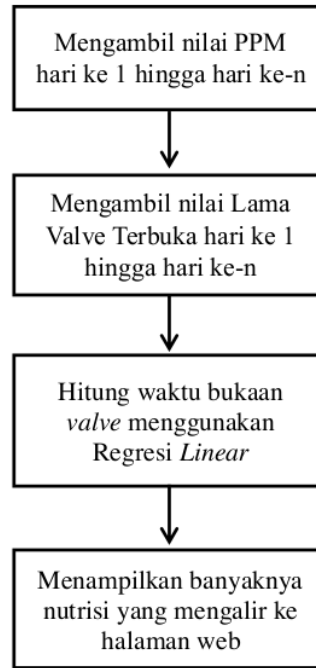 Mengambil nilai PPM
hari ke 1 hingga hari ke-n
Mengambil nilai Lama
Valve Terbuka hari ke 1
hingga hari ke-n
Hitung waktu bukaan
valve menggunakan
Regresi Linear
Menampilkan banyaknya
nutrisi yang mengalir ke
halaman web